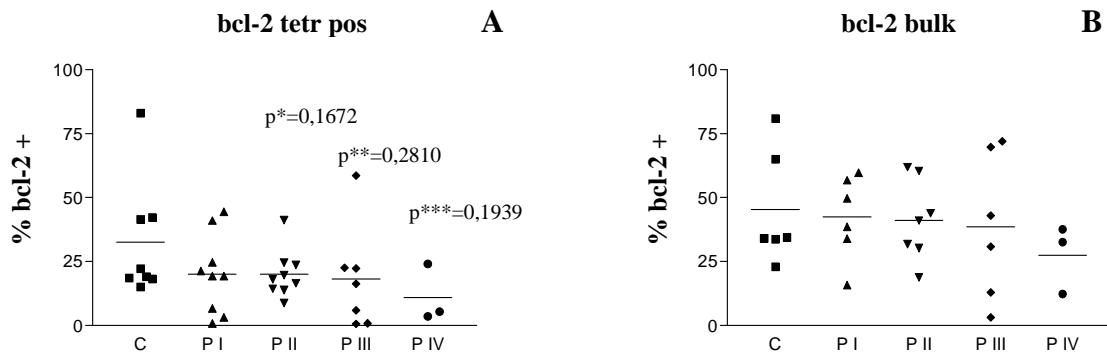 bcl-2 tetr pos A
% bcl-2 +
100
75
50
25
0
p*=0,1672
p**=0,2810
p***=0,1939
C P I P II P III P IV
bcl-2 bulk B
% bcl-2 +
100
75
50
25
0
C P I P II P III P IV